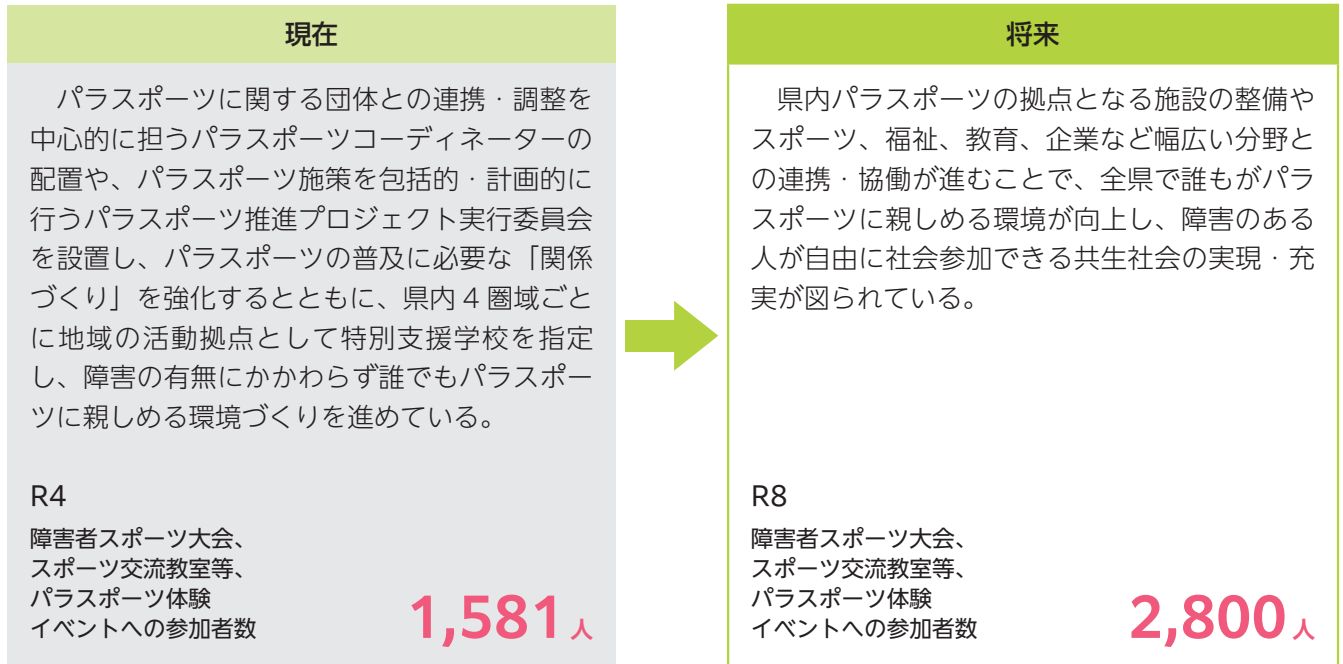 現在
パラスポーツに関する団体との連携・調整を
中心的に担うパラスポーツコーディネーターの
配置や、パラスポーツ施策を包括的・計画的に
行うパラスポーツ推進プロジェクト実行委員会
を設置し、パラスポーツの普及に必要な「関係
づくり」を強化するとともに、県内4圏域ごと
に地域の活動拠点として特別支援学校を指定
し、障害の有無にかかわらず誰でもパラスポー
ツに親しめる環境づくりを進めている。
R4
障害者スポーツ大会、
スポーツ交流教室等、
パラスポーツ体験
イベントへの参加者数
1,581人
将来
県内パラスポーツの拠点となる施設の整備や
スポーツ、福祉、教育、企業など幅広い分野と
の連携・協働が進むことで、全県で誰もがパラ
スポーツに親しめる環境が向上し、障害のある
人が自由に社会参加できる共生社会の実現・充
実が図られている。
R8
障害者スポーツ大会、
スポーツ交流教室等、
パラスポーツ体験
イベントへの参加者数
2,800人